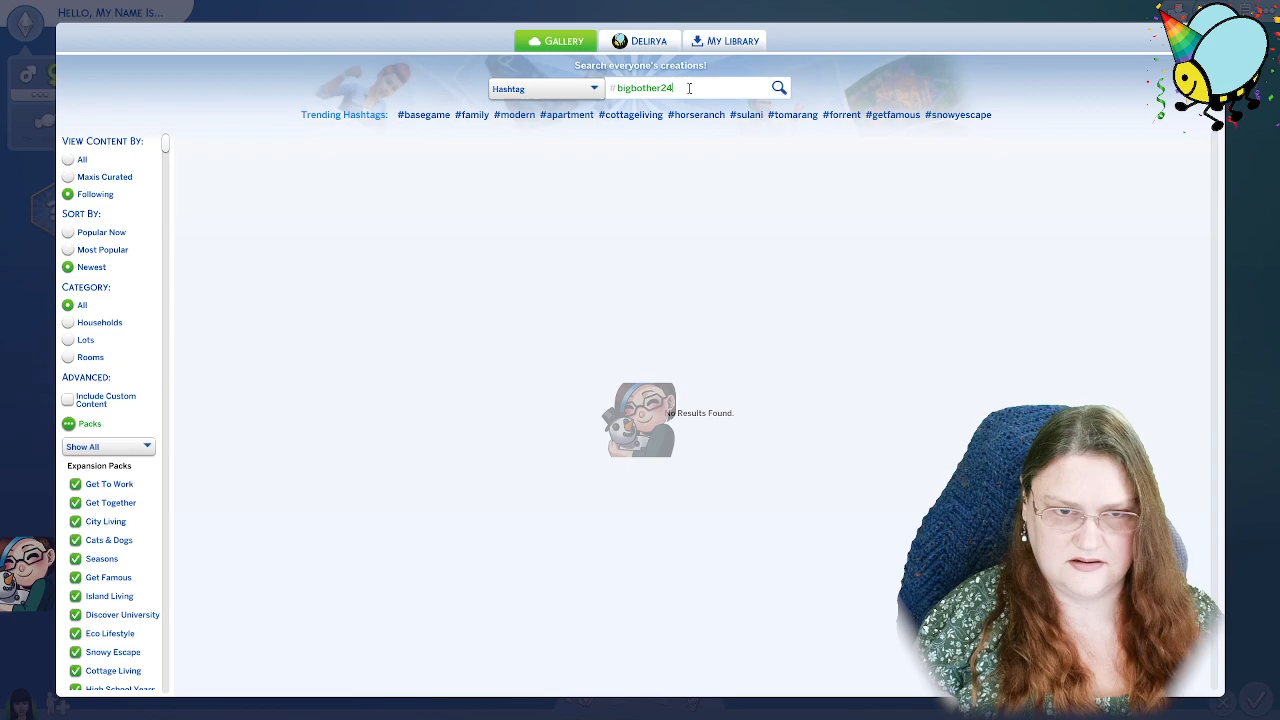 Hello, My Name Is...
Gallery
Delirya
My Library
Search everyone's creations!
Hashtag
# bigbother24
Trending Hashtags: #basegame #family #modern #apartment #cottageliving #horseranch #sulani #tomarang #forrent #getfamous #snowyescape
View Content By:
All
Maxis Curated
Following
Sort By:
Popular Now
Most Popular
Newest
Category:
All
Households
Lots
Rooms
Advanced:
Include Custom
Content
Packs
Show All
Expansion Packs
Get To Work
Get Together
City Living
Cats & Dogs
Seasons
Get Famous
Island Living
Discover University
Eco Lifestyle
Snowy Escape
Cottage Living
High School Years
No Results Found.